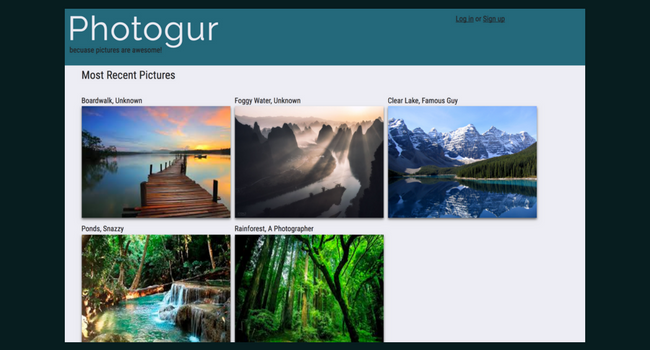 Photogur
Log in or Sign up
becuase pictures are awesome!
Most Recent Pictures
Boardwalk, Unknown
Foggy Water, Unknown
Clear Lake, Famous Guy
Ponds, Snazzy
Rainforest, A Photographer